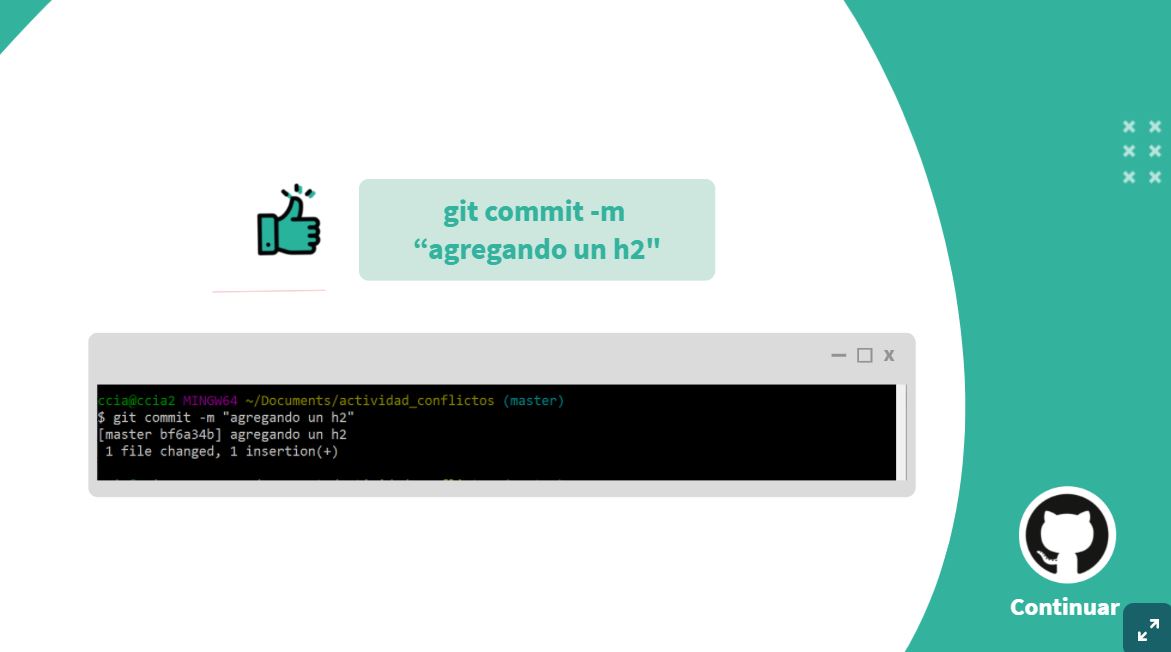 git commit -m
“agregando un h2"
X
ccia@ccia2 MINGW64 ~/Documents/actividad_conflictos (master)
$ git commit -m "agregando un h2"
[master bf6a34b] agregando un h2
1 file changed, 1 insertion(+)
Continuar